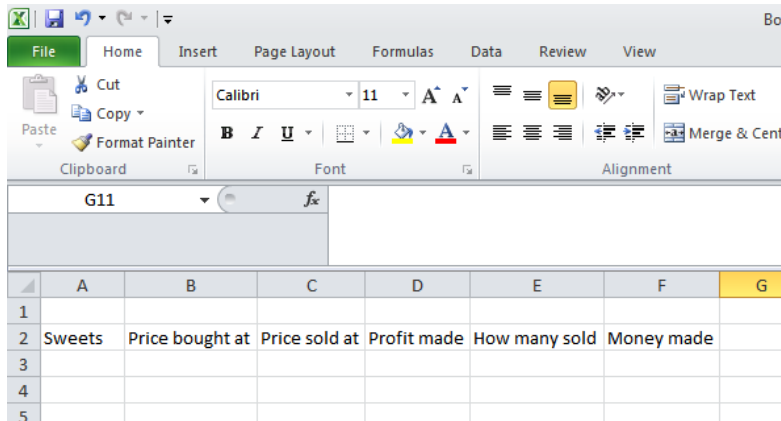 Bo
File Home Insert Page Layout Formulas Data Review View
Cut
Copy
Paste
Format Painter
Calibri 11 A A
B I U A
Wrap Text
Merge & Cent
Clipboard Font Alignment
G11 fx
A B C D E F G
1
2 Sweets Price bought at Price sold at Profit made How many sold Money made
3
4
5